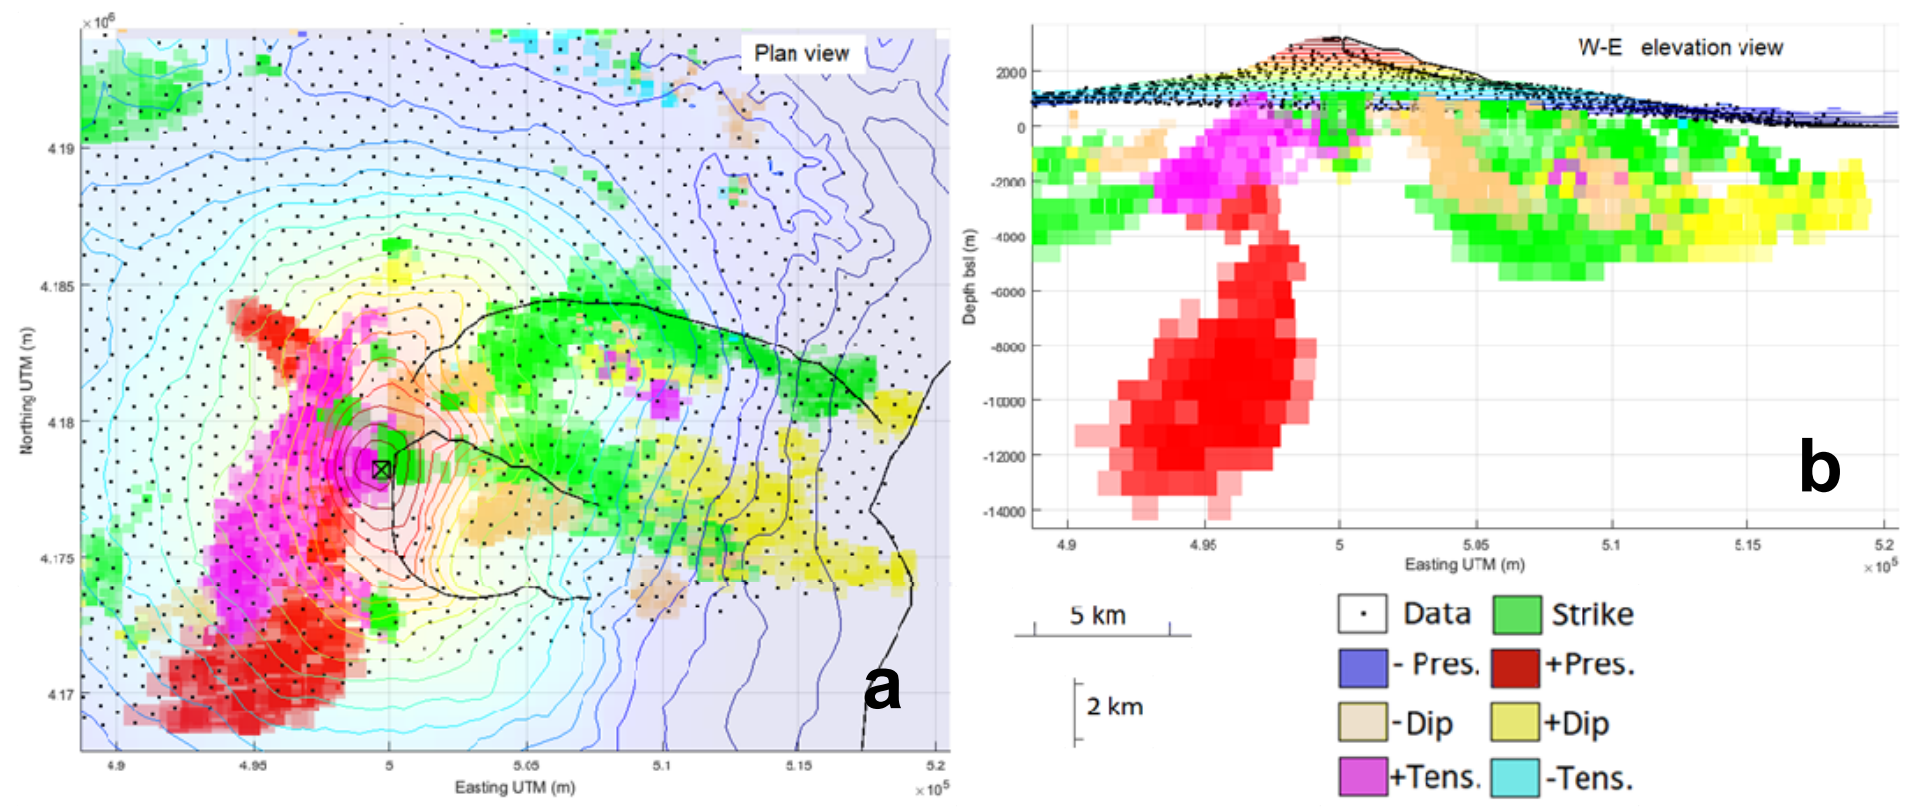 ×10⁶
Plan view
4.19
4.185
4.18
4.175
4.17
Northing UTM (m)
4.9
4.95
5
5.05
5.1
5.15
5.2
Easting UTM (m)
×10⁵
a
W-E elevation view
2000
0
-2000
-4000
-6000
-8000
-10000
-12000
-14000
Depth bsl (m)
4.9
4.95
5
5.05
5.1
5.15
5.2
Easting UTM (m)
×10⁵
b
5 km
2 km
Data
Strike
- Pres.
+Pres.
-Dip
+Dip
+Tens.
-Tens.